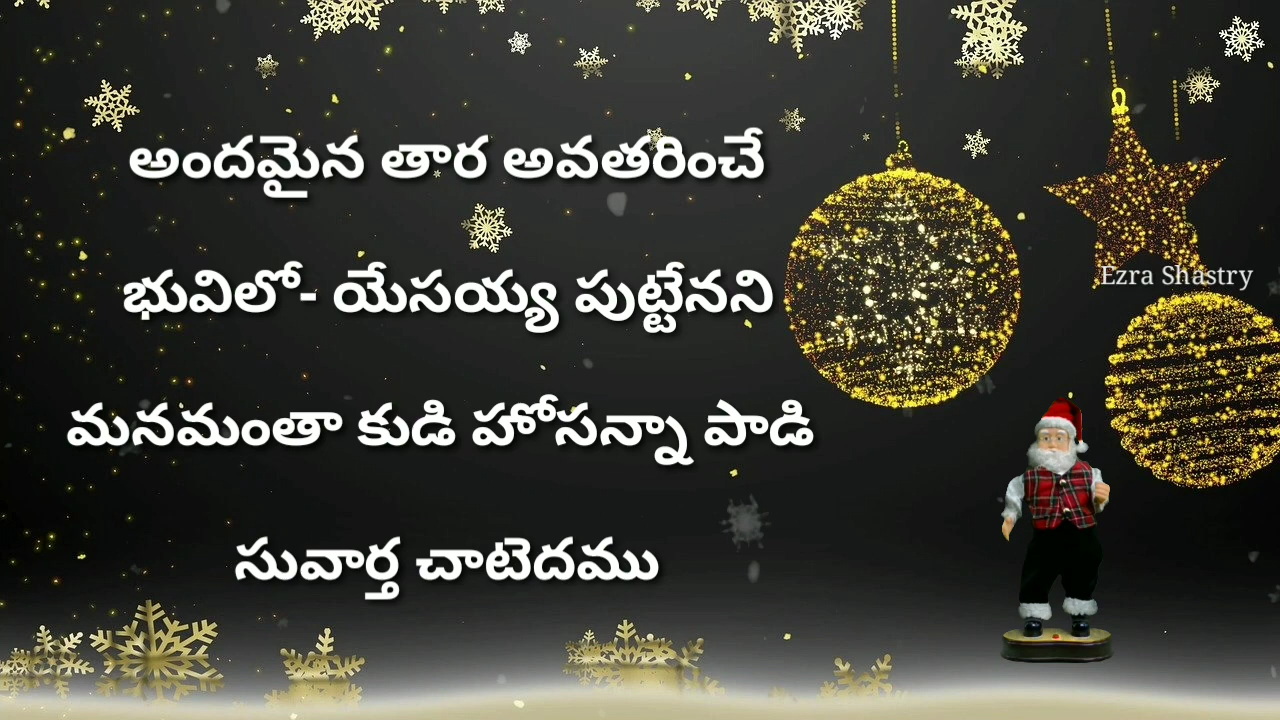 అందమైన తార అవతరించే
భువిలో- యేసయ్య పుట్టేనని
మనమంతా కుడి హోసన్నా పాడి
సువార్త చాటెదము
Ezra Shastry